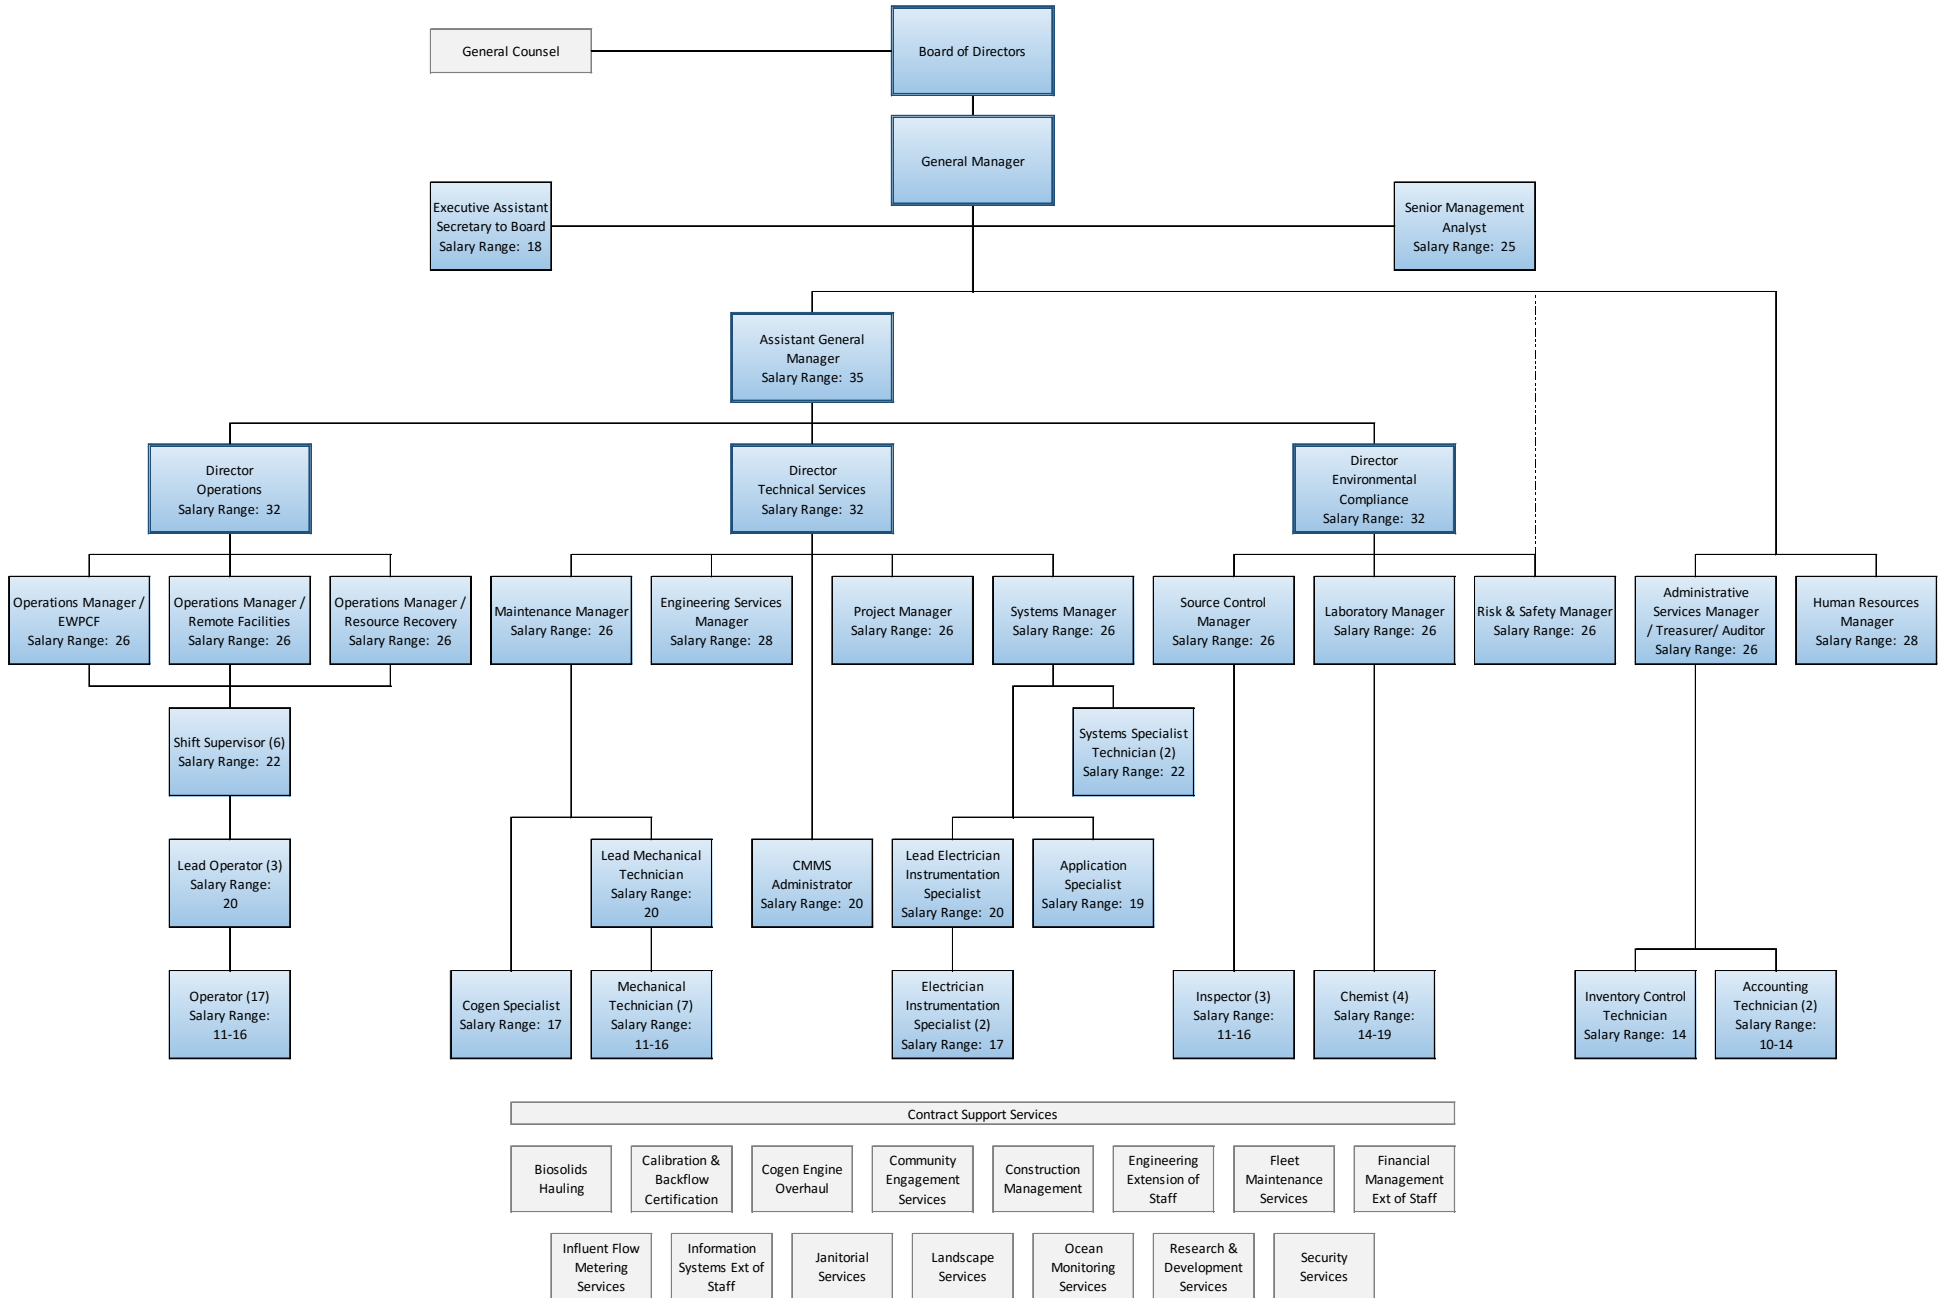 General Counsel
Board of Directors
General Manager
Executive Assistant
Secretary to Board
Salary Range:  18
Senior Management
Analyst
Salary Range:  25
Assistant General
Manager
Salary Range:  35
Director
Operations
Salary Range:  32
Director
Technical Services
Salary Range:  32
Director
Environmental
Compliance
Salary Range:  32
Operations Manager /
EWPCF
Salary Range:  26
Operations Manager /
Remote Facilities
Salary Range:  26
Operations Manager /
Resource Recovery
Salary Range:  26
Maintenance Manager
Salary Range:  26
Engineering Services
Manager
Salary Range:  28
Project Manager
Salary Range:  26
Systems Manager
Salary Range:  26
Source Control
Manager
Salary Range:  26
Laboratory Manager
Salary Range:  26
Risk & Safety Manager
Salary Range:  26
Administrative
Services Manager
/ Treasurer/ Auditor
Salary Range:  26
Human Resources
Manager
Salary Range:  28
Shift Supervisor (6)
Salary Range:  22
Systems Specialist
Technician (2)
Salary Range:  22
Lead Operator (3)
Salary Range:
20
Lead Mechanical
Technician
Salary Range:
20
CMMS
Administrator
Salary Range:  20
Lead Electrician
Instrumentation
Specialist
Salary Range:  20
Application
Specialist
Salary Range:  19
Operator (17)
Salary Range:
11-16
Cogen Specialist
Salary Range:  17
Mechanical
Technician (7)
Salary Range:
11-16
Electrician
Instrumentation
Specialist (2)
Salary Range:  17
Inspector (3)
Salary Range:
11-16
Chemist (4)
Salary Range:
14-19
Inventory Control
Technician
Salary Range:  14
Accounting
Technician (2)
Salary Range:
10-14
Contract Support Services
Biosolids
Hauling
Calibration &
Backflow
Certification
Cogen Engine
Overhaul
Community
Engagement
Services
Construction
Management
Engineering
Extension of
Staff
Fleet
Maintenance
Services
Financial
Management
Ext of Staff
Influent Flow
Metering
Services
Information
Systems Ext of
Staff
Janitorial
Services
Landscape
Services
Ocean
Monitoring
Services
Research &
Development
Services
Security
Services